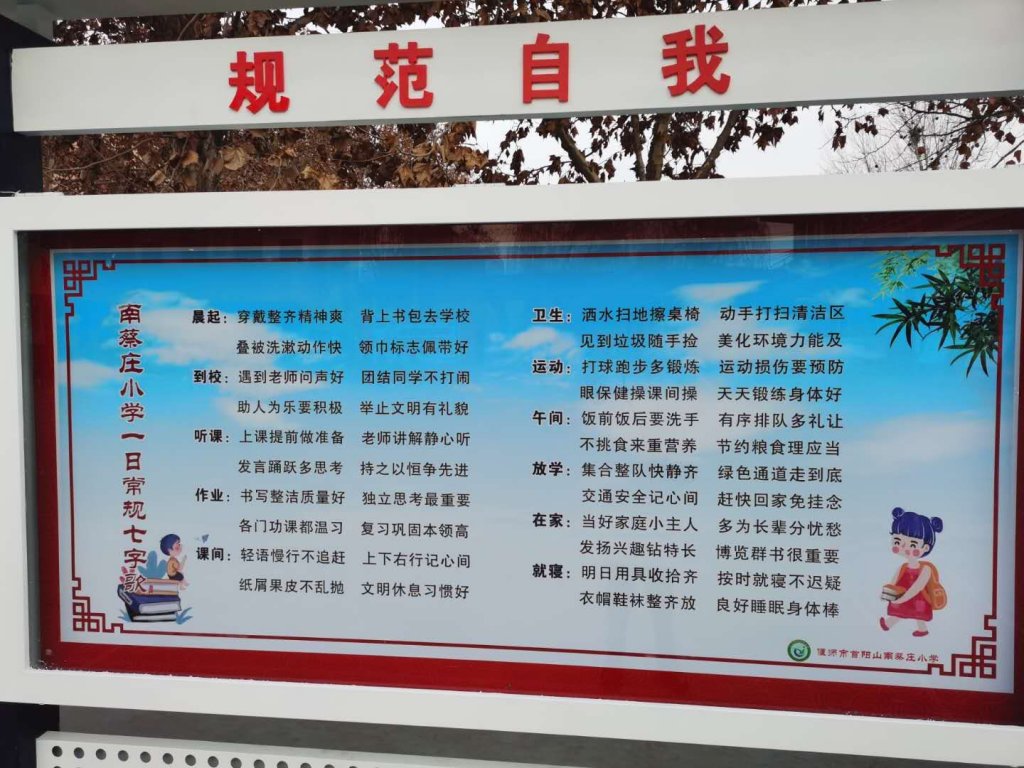 规范自我
南蔡庄小学一日常规七字歌
晨起：穿戴整齐精神爽 背上书包去学校
叠被洗漱动作快 领巾标志佩带好
到校：遇到老师问声好 团结同学不打闹
助人为乐要积极 举止文明有礼貌
听课：上课提前做准备 老师讲解静心听
发言踊跃多思考 持之以恒争先进
作业：书写整洁质量好 独立思考最重要
各门功课都温习 复习巩固本领高
课间：轻语慢行不追赶 上下右行记心间
纸屑果皮不乱抛 文明休息习惯好
卫生：洒水扫地擦桌椅 动手打扫清洁区
见到垃圾随手捡 美化环境力能及
运动：打球跑步多锻炼 运动损伤要预防
眼保健操课间操 天天锻练身体好
午间：饭前饭后要洗手 有序排队多礼让
不挑食来重营养 节约粮食理应当
放学：集合整队快静齐 绿色通道走到底
交通安全记心间 赶快回家免挂念
在家：当好家庭小主人 多为长辈分忧愁
发扬兴趣钻特长 博览群书很重要
就寝：明日用具收拾齐 按时就寝不迟疑
衣帽鞋袜整齐放 良好睡眠身体棒
偃师市首阳山南蔡庄小学